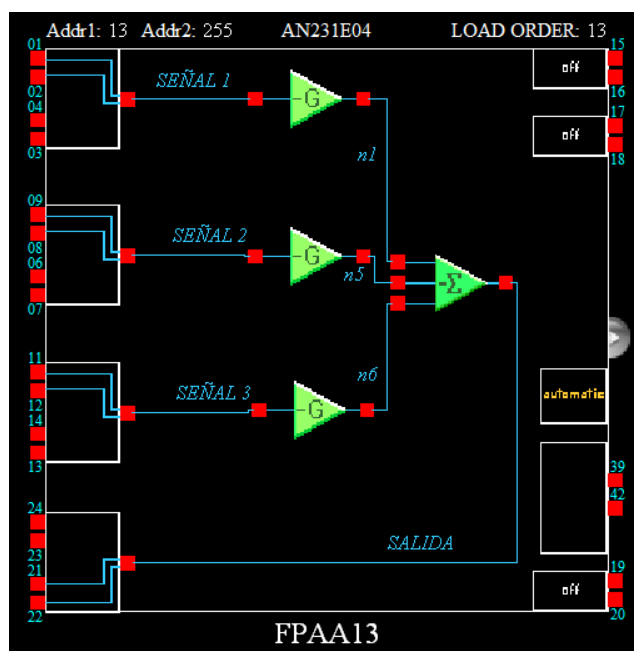 Addr1: 13 Addr2: 255 AN231E04 LOAD ORDER: 13
01
02
04
03
SEÑAL 1
-G
n1
off
15
16
17
off
18
09
08
06
07
SEÑAL 2
-G
n5
-Σ
11
12
14
13
SEÑAL 3
-G
n6
automatic
39
42
24
23
21
22
SALIDA
off
19
20
FPAA13